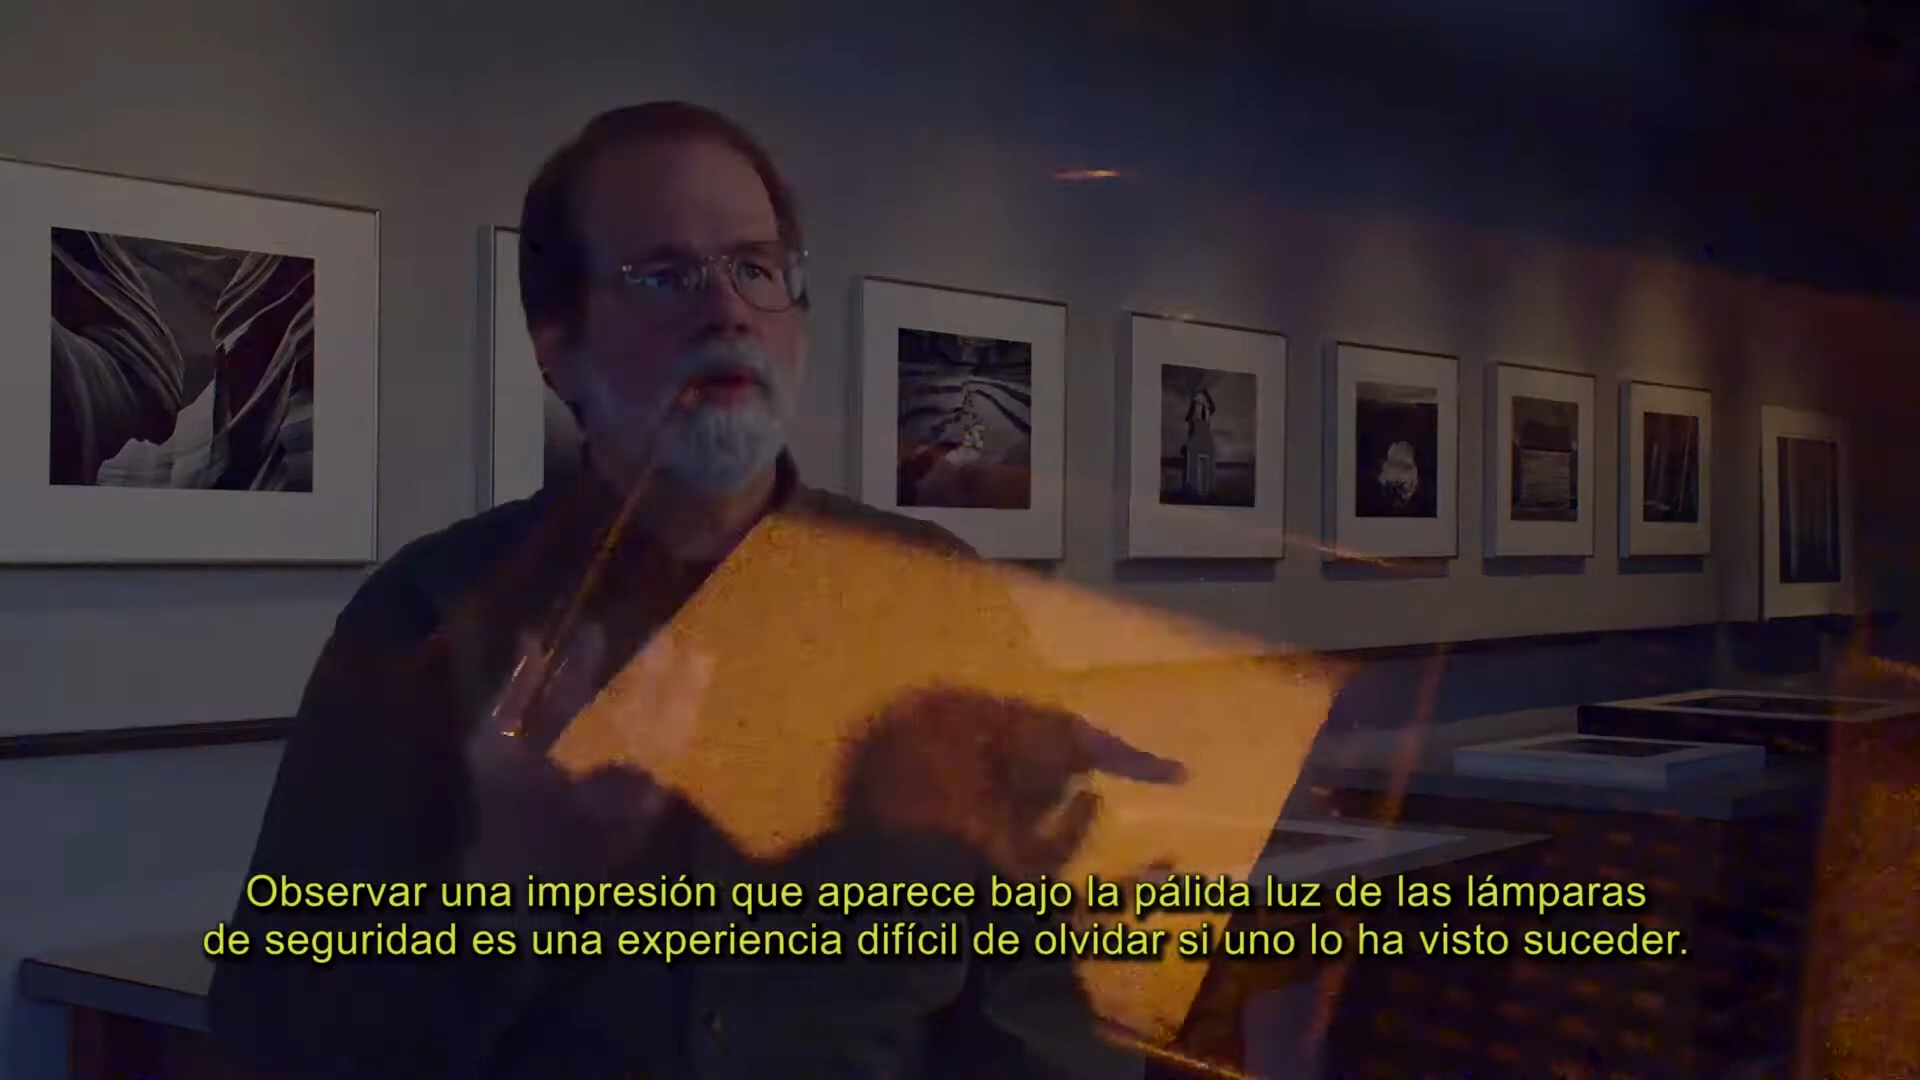 Observar una impresión que aparece bajo la pálida luz de las lámparas
de seguridad es una experiencia difícil de olvidar si uno lo ha visto suceder.